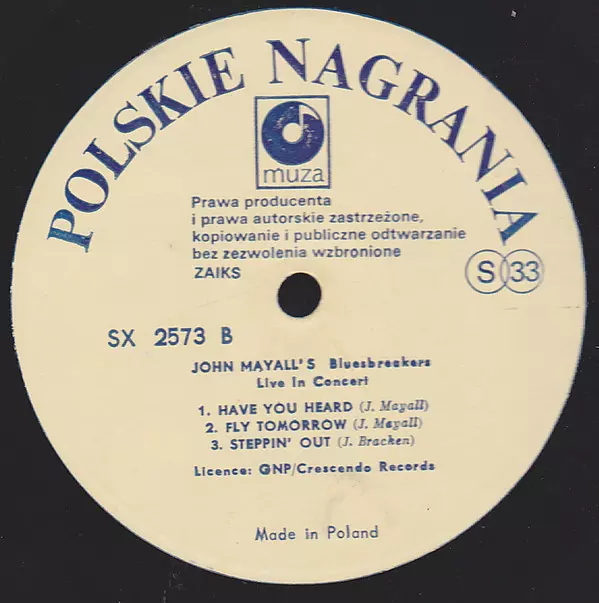 POLSKIE NAGRANIA
muza
Prawa producenta
i prawa autorskie zastrzeżone,
kopiowanie i publiczne odtwarzanie
bez zezwolenia wzbronione
ZAIKS
S 33
SX 2573 B
JOHN MAYALL'S Bluesbreakers
Live In Concert
1. HAVE YOU HEARD (J. Mayall)
2. FLY TOMORROW (J. Mayall)
3. STEPPIN' OUT (J. Bracken)
Licence: GNP/Crescendo Records
Made in Poland